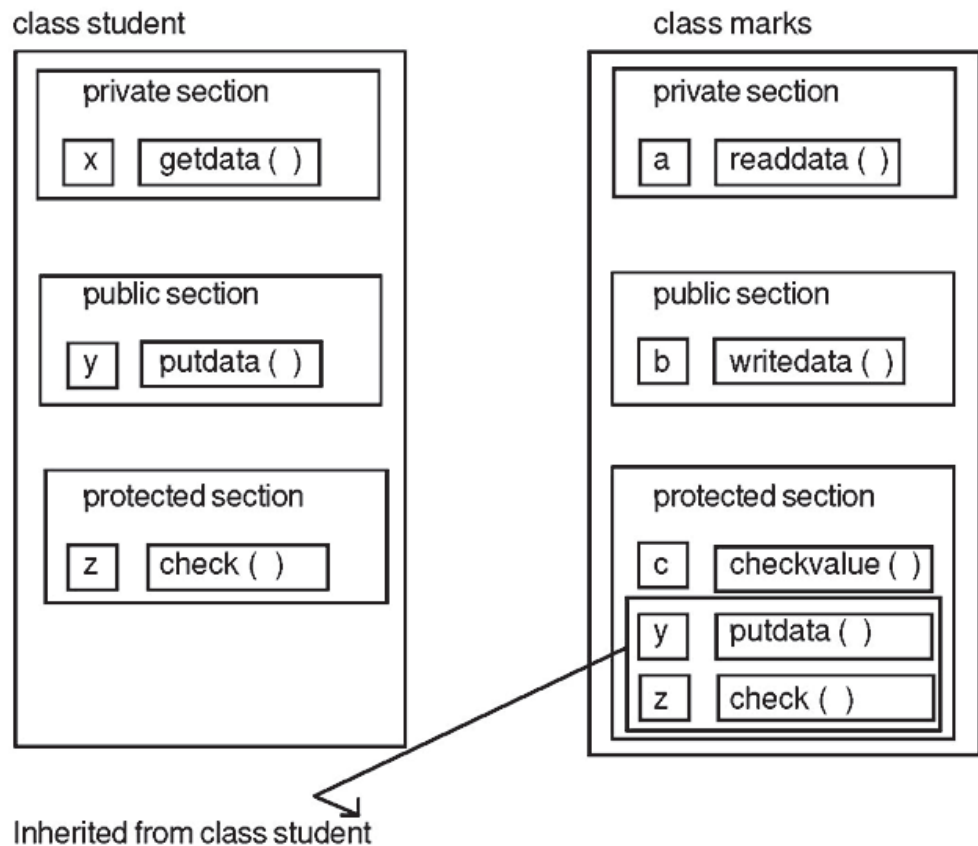 class student
private section
x getdata ( )
public section
y putdata ( )
protected section
z check ( )
class marks
private section
a readdata ( )
public section
b writedata ( )
protected section
c checkvalue ( )
y putdata ( )
z check ( )
Inherited from class student